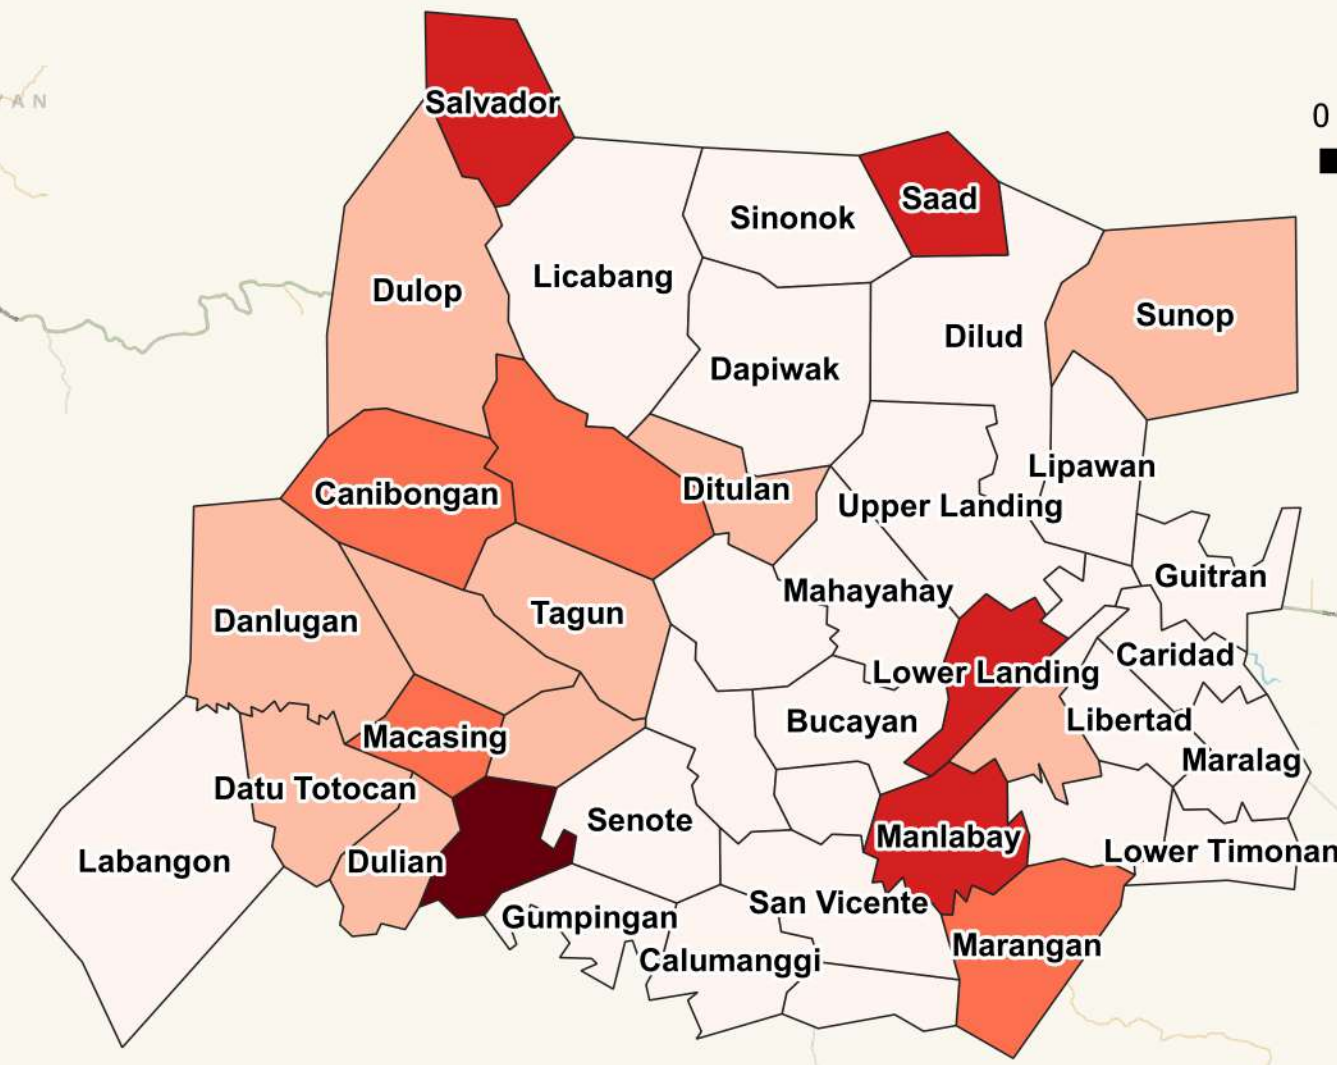 AN
Salvador
0
Saad
Sinonok
Licabang
Dulop
Sunop
Dilud
Dapiwak
Lipawan
Ditulan
Canibongan
Upper Landing
Guitran
Mahayahay
Tagun
Danlugan
Caridad
Lower Landing
Libertad
Bucayan
Macasing
Maralag
Datu Totocan
Senote
Manlabay
Lower Timonan
Labangon
Dulian
San Vicente
Gumpingan
Marangan
Calumanggi